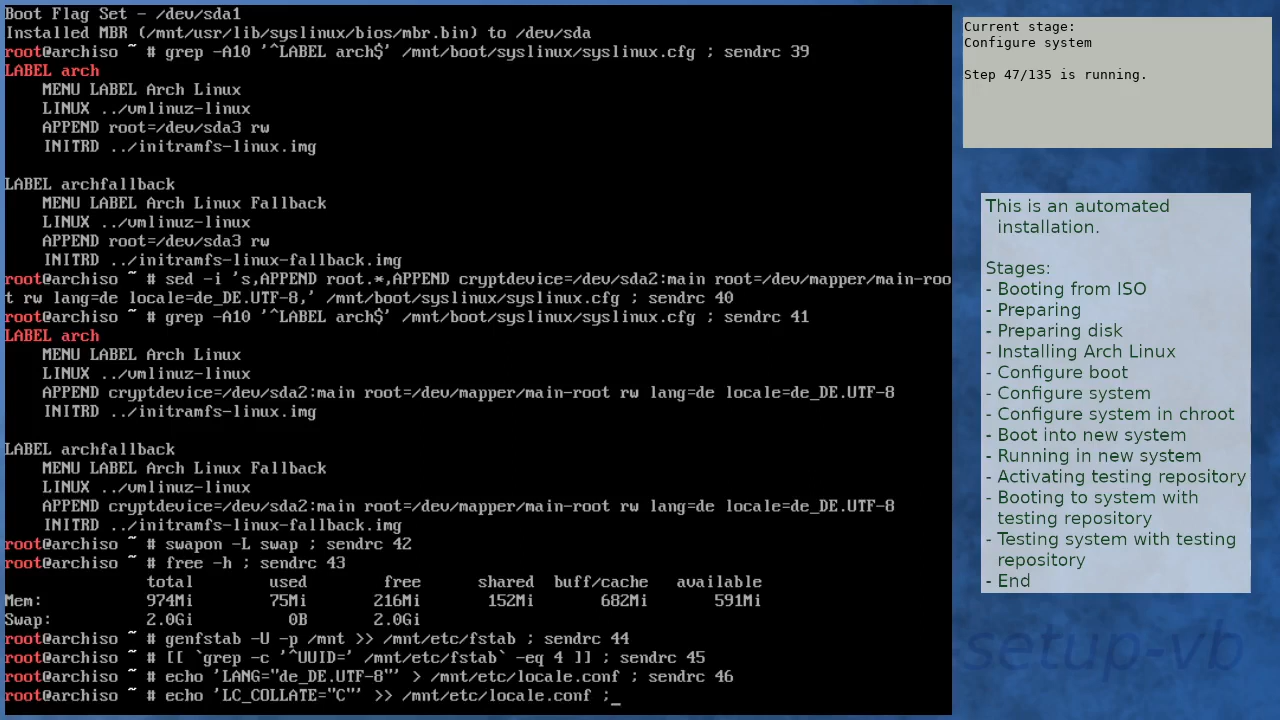 Boot Flag Set - /dev/sda1
Installed MBR (/mnt/usr/lib/syslinux/bios/mbr.bin) to /dev/sda
root@archiso ~ # grep -A10 '^LABEL arch$' /mnt/boot/syslinux/syslinux.cfg ; sendrc 39
LABEL arch
    MENU LABEL Arch Linux
    LINUX ../vmlinuz-linux
    APPEND root=/dev/sda3 rw
    INITRD ../initramfs-linux.img

LABEL archfallback
    MENU LABEL Arch Linux Fallback
    LINUX ../vmlinuz-linux
    APPEND root=/dev/sda3 rw
    INITRD ../initramfs-fallback.img
root@archiso ~ # sed -i 's,APPEND root.*,APPEND cryptdevice=/dev/sda2:main root=/dev/mapper/main-roo
t rw lang=de locale=de_DE.UTF-8,' /mnt/boot/syslinux/syslinux.cfg ; sendrc 40
root@archiso ~ # grep -A10 '^LABEL arch$' /mnt/boot/syslinux/syslinux.cfg ; sendrc 41
LABEL arch
    MENU LABEL Arch Linux
    LINUX ../vmlinuz-linux
    APPEND cryptdevice=/dev/sda2:main root=/dev/mapper/main-root rw lang=de locale=de_DE.UTF-8
    INITRD ../initramfs-linux.img

LABEL archfallback
    MENU LABEL Arch Linux Fallback
    LINUX ../vmlinuz-linux
    APPEND cryptdevice=/dev/sda2:main root=/dev/mapper/main-root rw lang=de locale=de_DE.UTF-8
    INITRD ../initramfs-linux-fallback.img
root@archiso ~ # swapon -L swap ; sendrc 42
root@archiso ~ # free -h ; sendrc 43
               total        used        free      shared  buff/cache   available
Mem:           974Mi        75Mi       216Mi       152Mi       682Mi       591Mi
Swap:          2.0Gi          0B       2.0Gi
root@archiso ~ # genfstab -U -p /mnt >> /mnt/etc/fstab ; sendrc 44
root@archiso ~ # [[ `grep -c '^UUID=' /mnt/etc/fstab` -eq 4 ]] ; sendrc 45
root@archiso ~ # echo 'LANG="de_DE.UTF-8"' > /mnt/etc/locale.conf ; sendrc 46
root@archiso ~ # echo 'LC_COLLATE="C"' >> /mnt/etc/locale.conf ;_
Current stage:
Configure system

Step 47/135 is running.
This is an automated
installation.

Stages:
- Booting from ISO
- Preparing
- Preparing disk
- Installing Arch Linux
- Configure boot
- Configure system
- Configure system in chroot
- Boot into new system
- Running in new system
- Activating testing repository
- Booting to system with
testing repository
- Testing system with testing
repository
- End
setup-vb